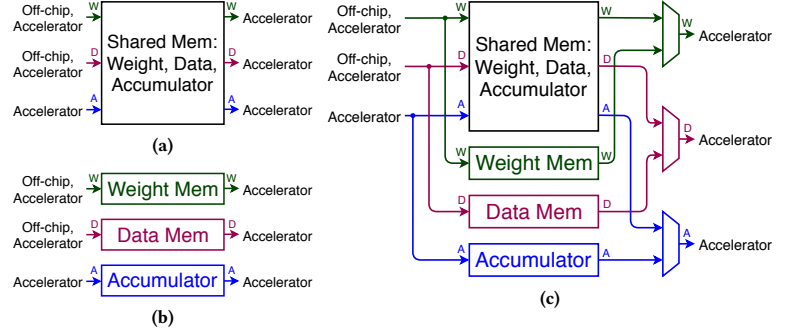 Off-chip,
Accelerator
W
W
Accelerator
Off-chip,
Accelerator
D
D
Accelerator
Accelerator
A
A
Accelerator
Shared Mem:
Weight, Data,
Accumulator
(a)
Off-chip,
Accelerator
W
Weight Mem
W
Accelerator
Off-chip,
Accelerator
D
Data Mem
D
Accelerator
Accelerator
A
Accumulator
A
Accelerator
(b)
Off-chip,
Accelerator
W
W
W
Accelerator
Off-chip,
Accelerator
D
D
Accelerator
A
A
Shared Mem:
Weight, Data,
Accumulator
W
Weight Mem
W
D
Accelerator
D
Data Mem
D
A
Accumulator
A
A
Accelerator
(c)